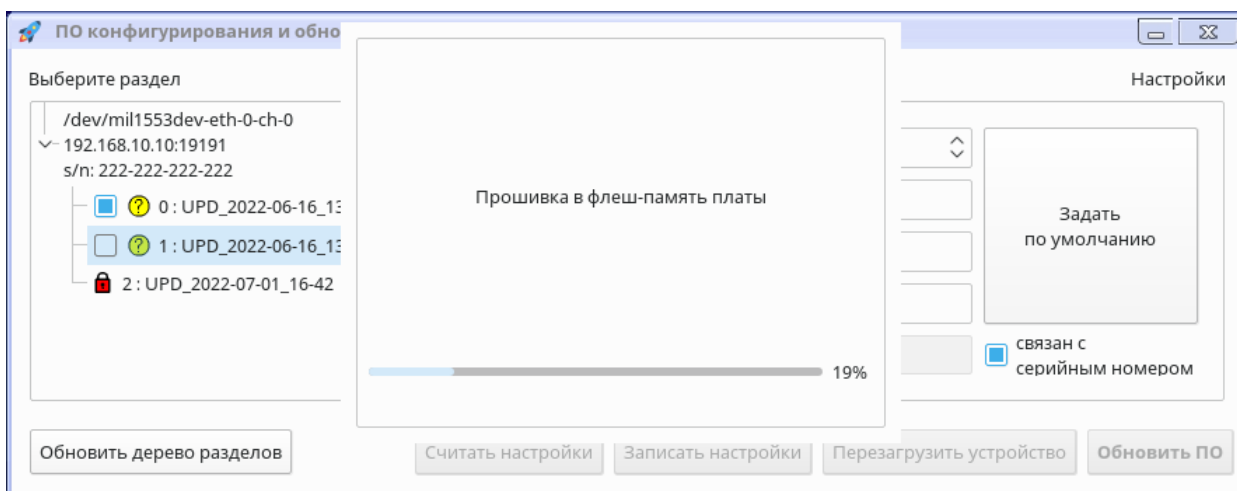 ПО конфигурирования и обно
Выберите раздел
Настройки
/dev/mil1553dev-eth-0-ch-0
192.168.10.10:19191
s/n: 222-222-222-222
0 : UPD_2022-06-16_13
1 : UPD_2022-06-16_13
2 : UPD_2022-07-01_16-42
Прошивка в флеш-память платы
19%
Задать
по умолчанию
связан с
серийным номером
Обновить дерево разделов
Считать настройки
Записать настройки
Перезагрузить устройство
Обновить ПО